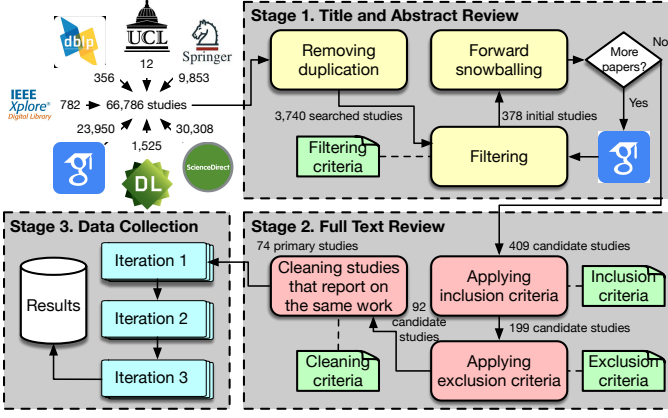 dblp
UCL
Springer
356
12
9,853
IEEE
Xplore®
Digital Library
782
66,786 studies
23,950
1,525
30,308
DL
ScienceDirect
Stage 1. Title and Abstract Review
Removing
duplication
Forward
snowballing
More
papers?
No
Yes
3,740 searched studies
378 initial studies
Filtering
criteria
Filtering
Stage 3. Data Collection
Iteration 1
Results
Iteration 2
Iteration 3
Stage 2. Full Text Review
74 primary studies
409 candidate studies
Cleaning studies
that report on
the same work
Applying
inclusion criteria
Inclusion
criteria
92
candidate
studies
199 candidate studies
Cleaning
criteria
Applying
exclusion criteria
Exclusion
criteria